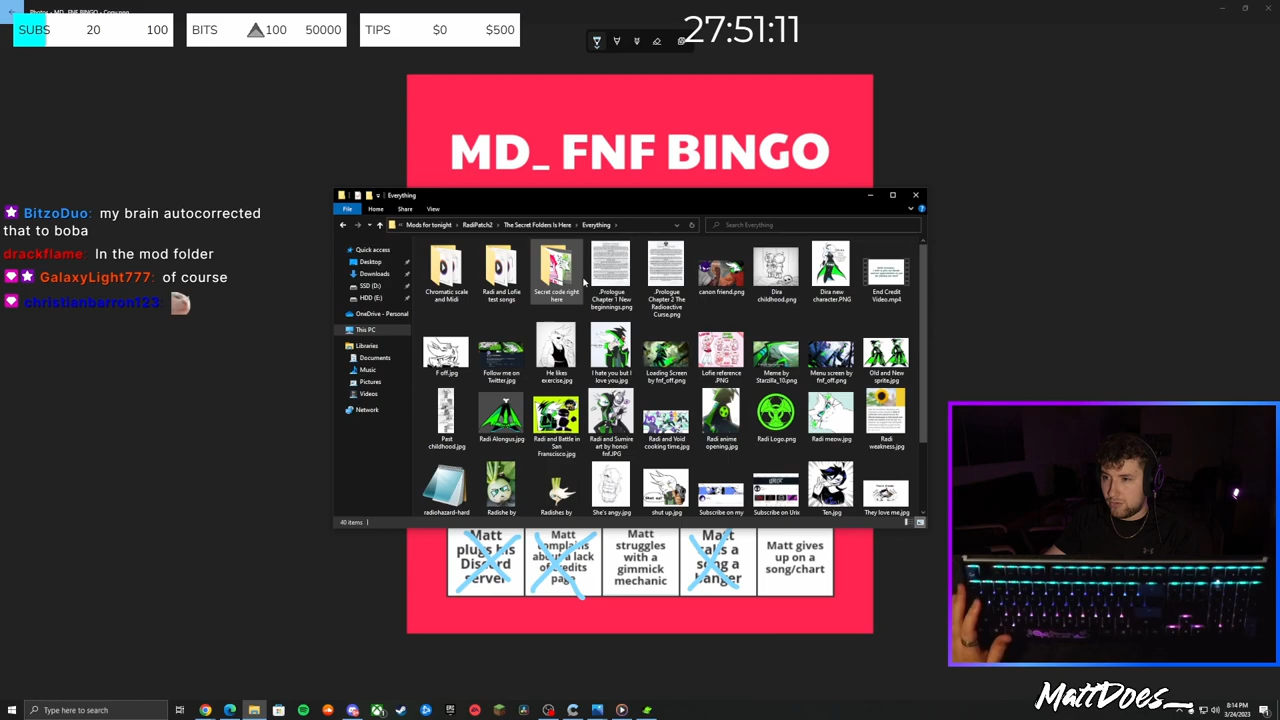 Photos - MD_ FNF BINGO - Copy.png
SUBS 20 100
BITS 100 50000
TIPS $0 $500
27:51:11
MD_ FNF BINGO
BitzoDuo: my brain autocorrected
that to boba
drackflame: In the mod folder
GalaxyLight777: of course
christianbarron123
Everything
File Home Share View
Mods for tonight RadiPatch2 The Secret Folders Is Here Everything
Search Everything
Quick access
Desktop
Downloads
SSD (D:)
HDD (E:)
OneDrive - Personal
This PC
Libraries
Documents
Music
Pictures
Videos
Network
Chromatic scale and Midi
Radi and Lofie test songs
Secret code right here
.Prologue Chapter 1 New beginnings.png
.Prologue Chapter 2 The Radioactive Curse.png
canon friend.png
Dira childhood.png
Dira new character.PNG
End Credit Video.mp4
F off.jpg
Follow me on Twitter.jpg
He likes exercise.jpg
I hate you but I love you.jpg
Loading Screen by fnf_off.png
Lofie reference .PNG
Meme by Starzilla_10.png
Menu screen by fnf_off.png
Old and New sprite.jpg
Past childhood.jpg
Radi Alongus.jpg
Radi and Battle in San Franscisco.jpg
Radi and Sumire art by honoi fnf.JPG
Radi and Void cooking time.jpg
Radi anime opening.jpg
Radi Logo.png
Radi meow.jpg
Radi weakness.jpg
radiohazard-hard
Radishe by
Radishes by
She's angy.jpg
shut up.jpg
Subscribe on my
Subscribe on Uri
Ten.jpg
They love me.jpg
40 items
Matt plugs his Discord server
Matt complains about a lack of credits page
Matt struggles with a gimmick mechanic
Matt calls a song a banger
Matt gives up on a song/chart
MattDoes_
Type here to search
8:14 PM
3/24/2023